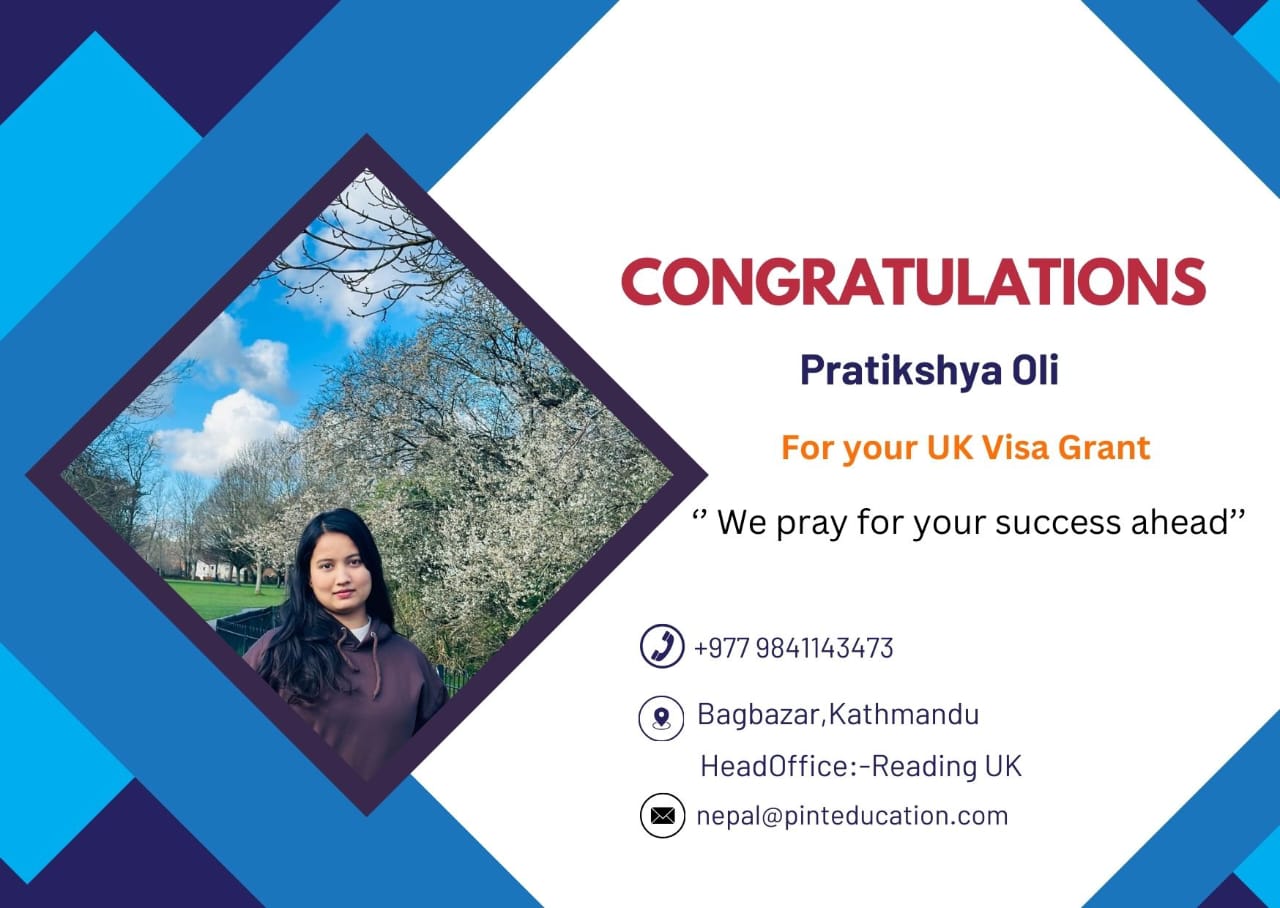 CONGRATULATIONS
Pratikshya Oli
For your UK Visa Grant
‘’ We pray for your success ahead’’
+977 9841143473
Bagbazar,Kathmandu
HeadOffice:-Reading UK
nepal@pinteducation.com